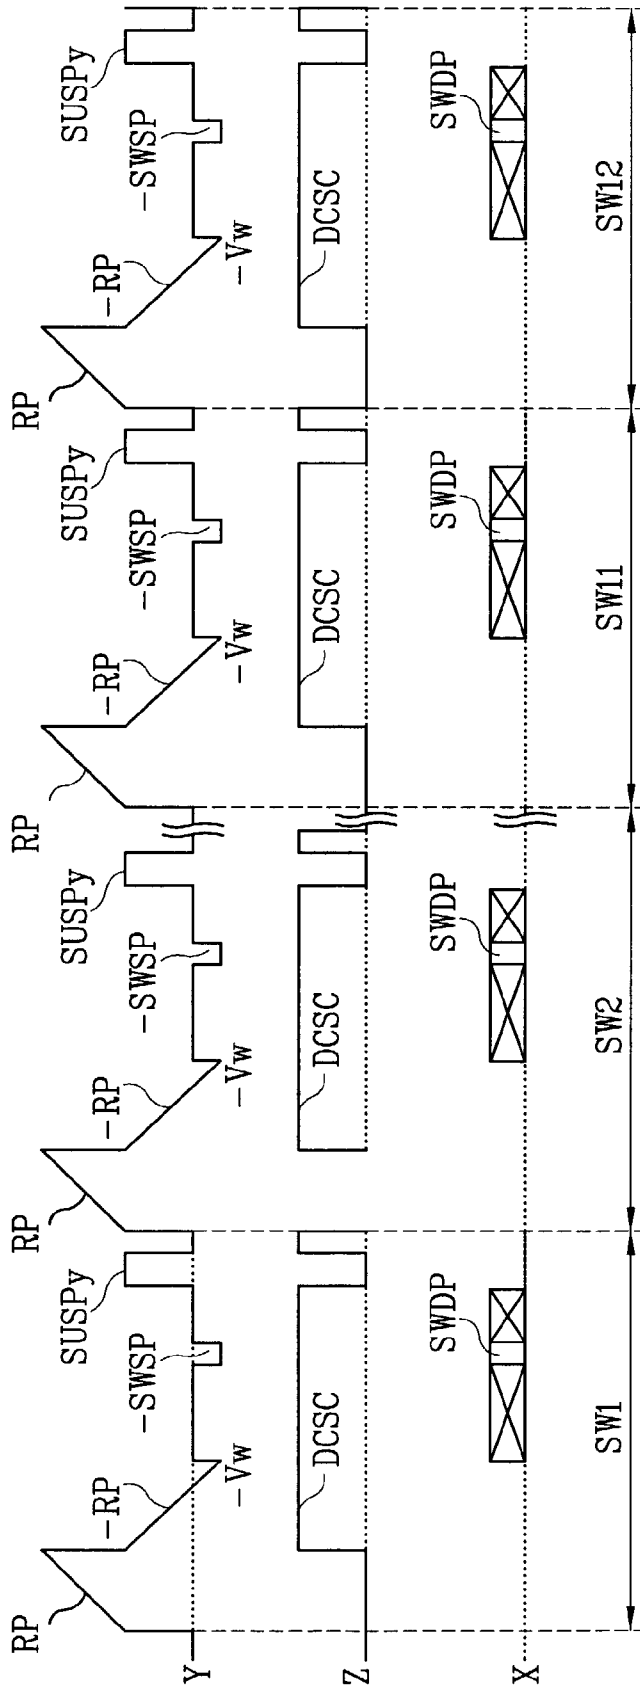 RP RP RP RP
SUSPy SUSPy SUSPy SUSPy
-RP -RP -RP -RP
-SWSP -SWSP -SWSP -SWSP
Y
-Vw -Vw -Vw -Vw
DCSC DCSC DCSC DCSC
Z
SWDP SWDP SWDP SWDP
X
SW1 SW2 SW11 SW12